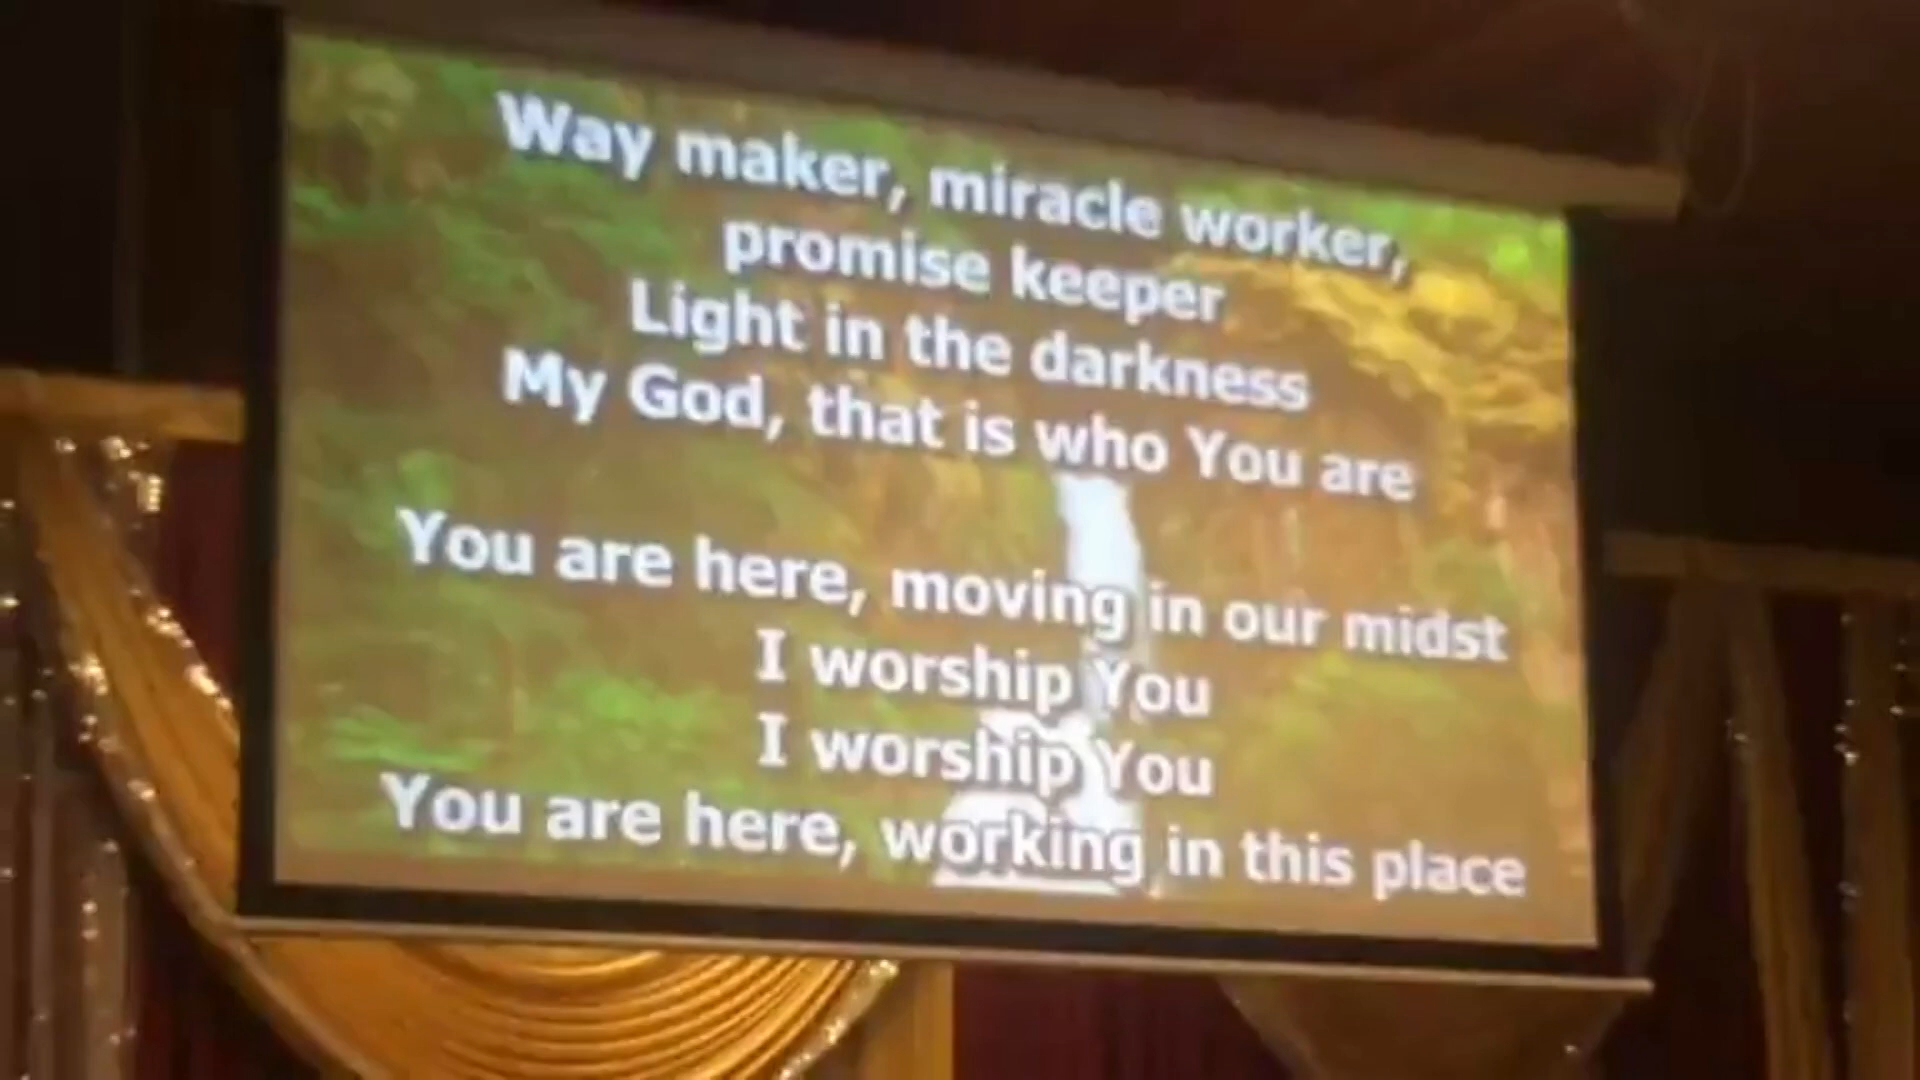 Way maker, miracle worker,
promise keeper
Light in the darkness
My God, that is who You are
You are here, moving in our midst
I worship You
I worship You
You are here, working in this place